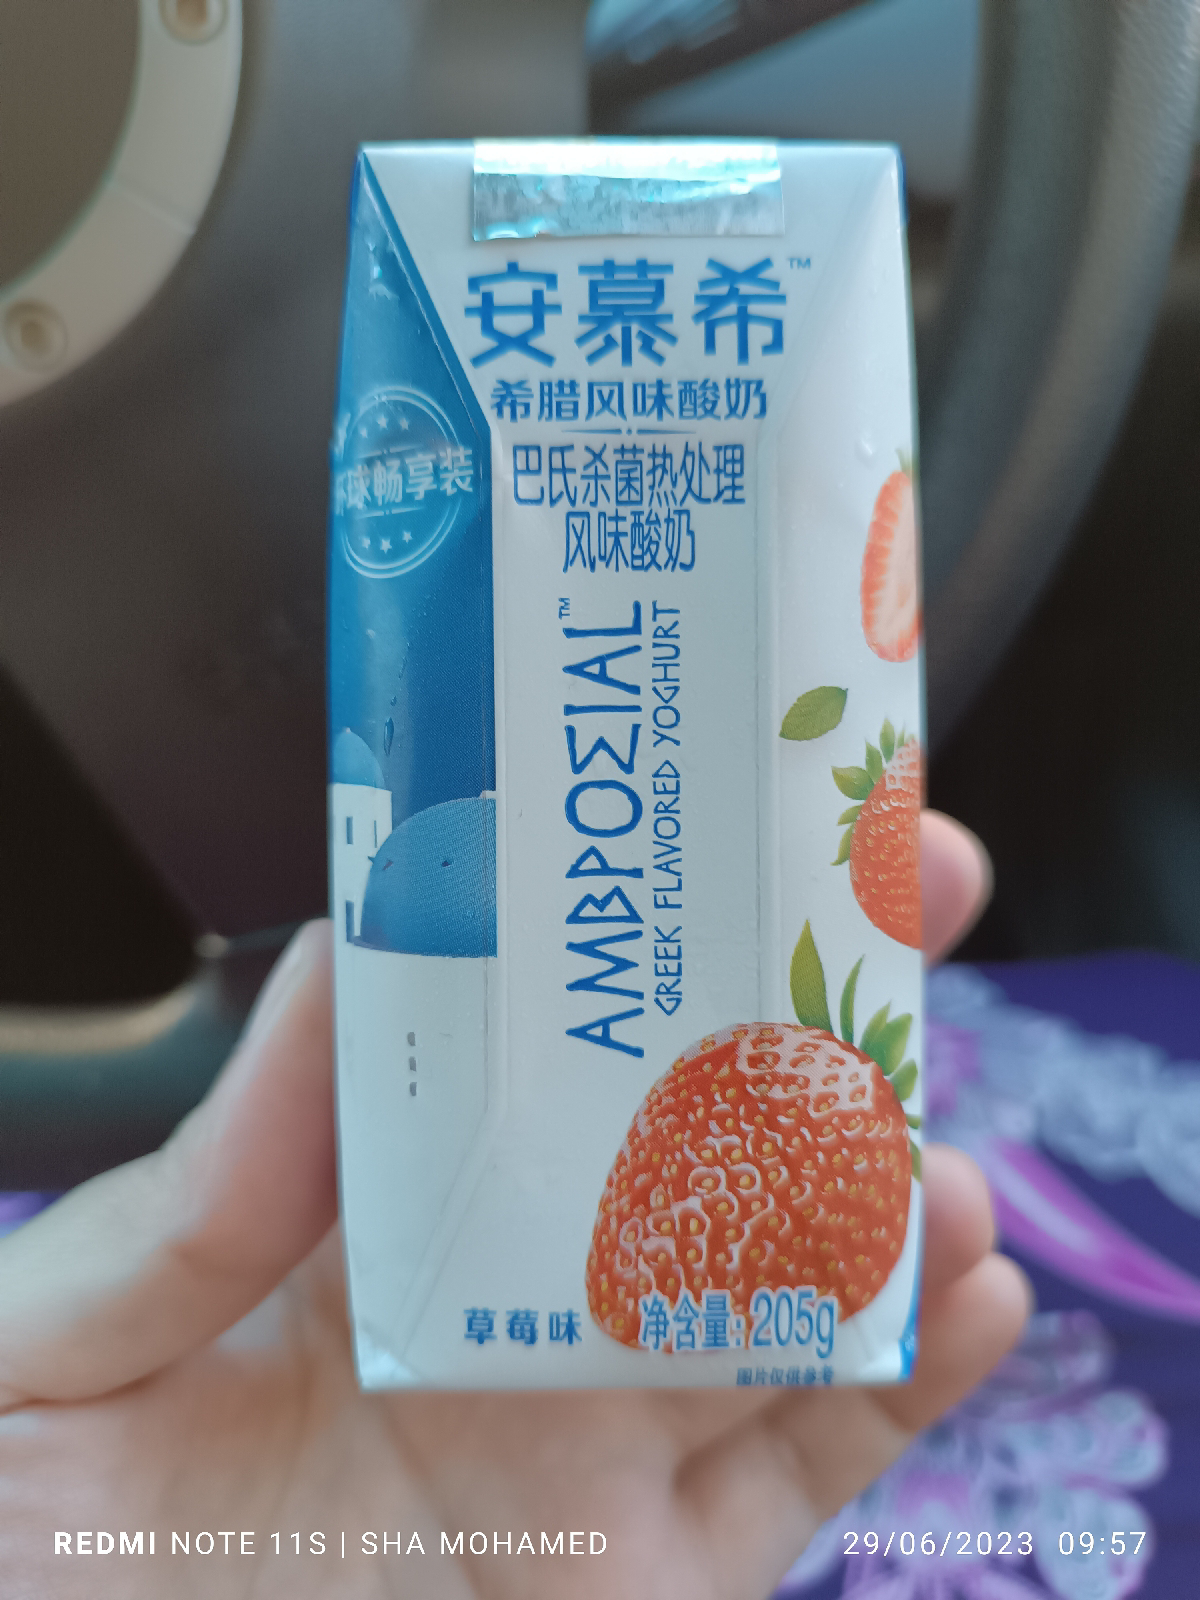 安慕希™
希腊风味酸奶
巴氏杀菌热处理
风味酸奶
球畅享装
AMBPOΣIAL™
GREEK FLAVORED YOGHURT
草莓味
净含量:205g
图片仅供参考
REDMI NOTE 11S | SHA MOHAMED
29/06/2023 09:57